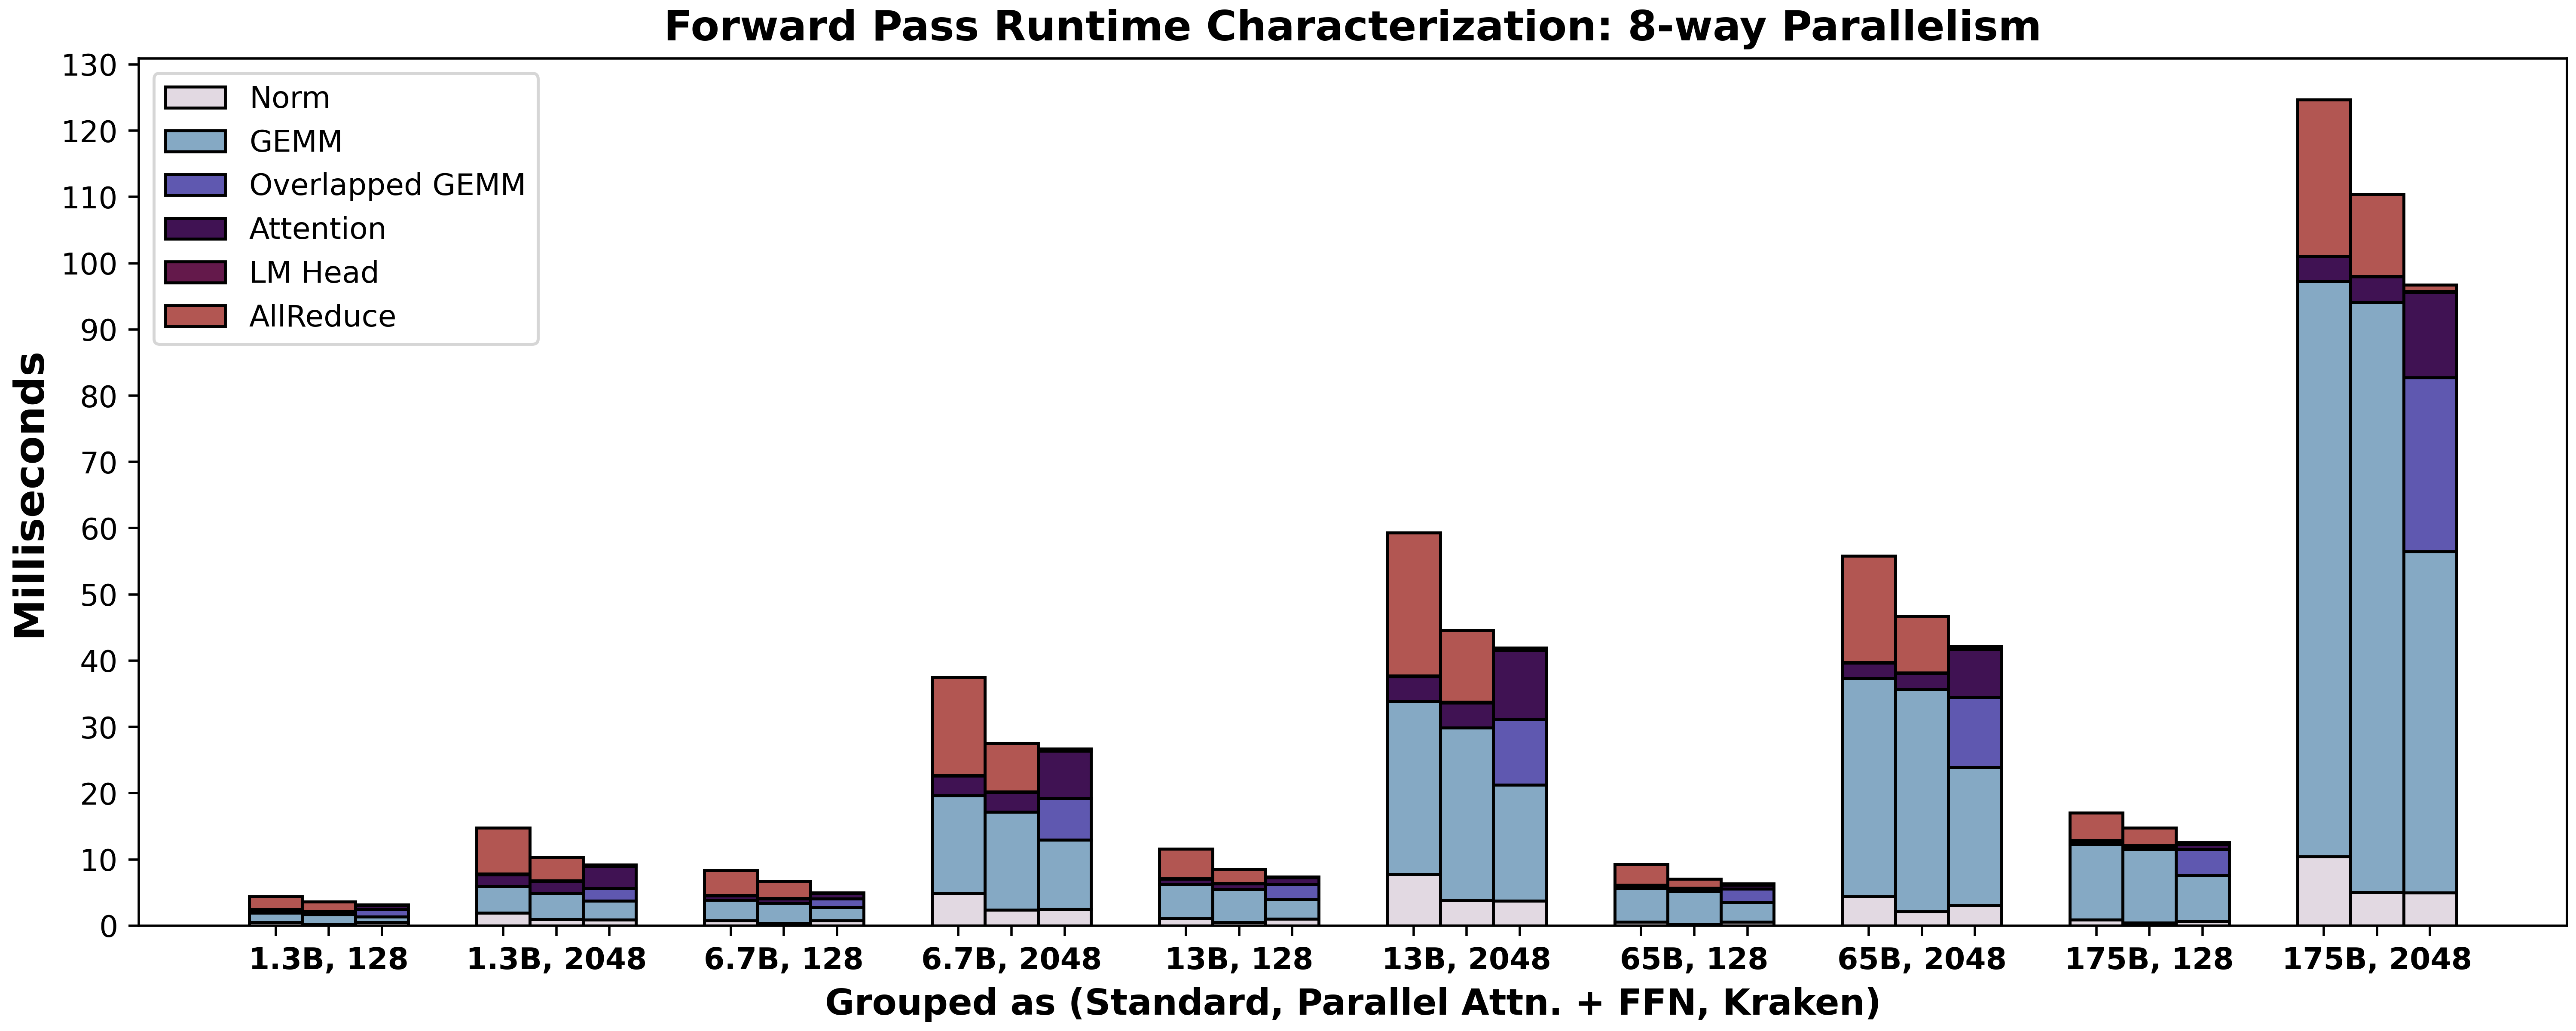 Forward Pass Runtime Characterization: 8-way Parallelism
Milliseconds
130
120
110
100
90
80
70
60
50
40
30
20
10
0
Norm
GEMM
Overlapped GEMM
Attention
LM Head
AllReduce
1.3B, 128 1.3B, 2048 6.7B, 128 6.7B, 2048 13B, 128 13B, 2048 65B, 128 65B, 2048 175B, 128 175B, 2048
Grouped as (Standard, Parallel Attn. + FFN, Kraken)